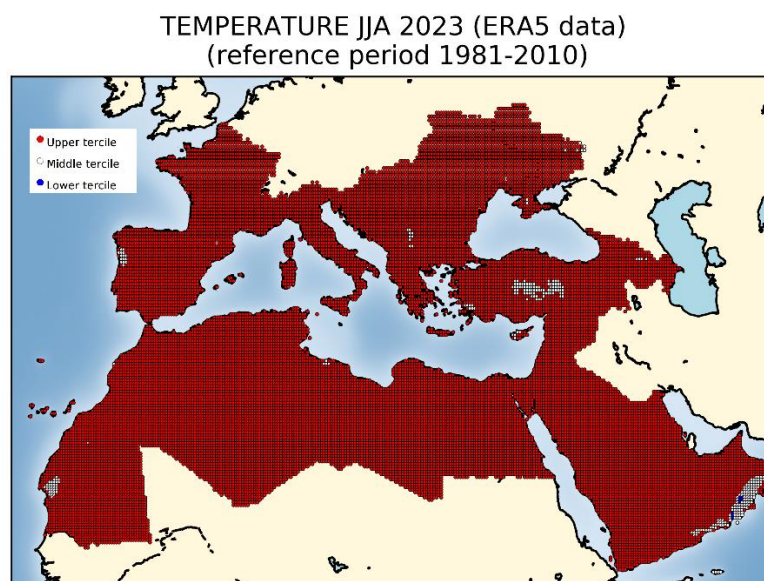 TEMPERATURE JJA 2023 (ERA5 data)
(reference period 1981-2010)
Upper tercile
Middle tercile
Lower tercile